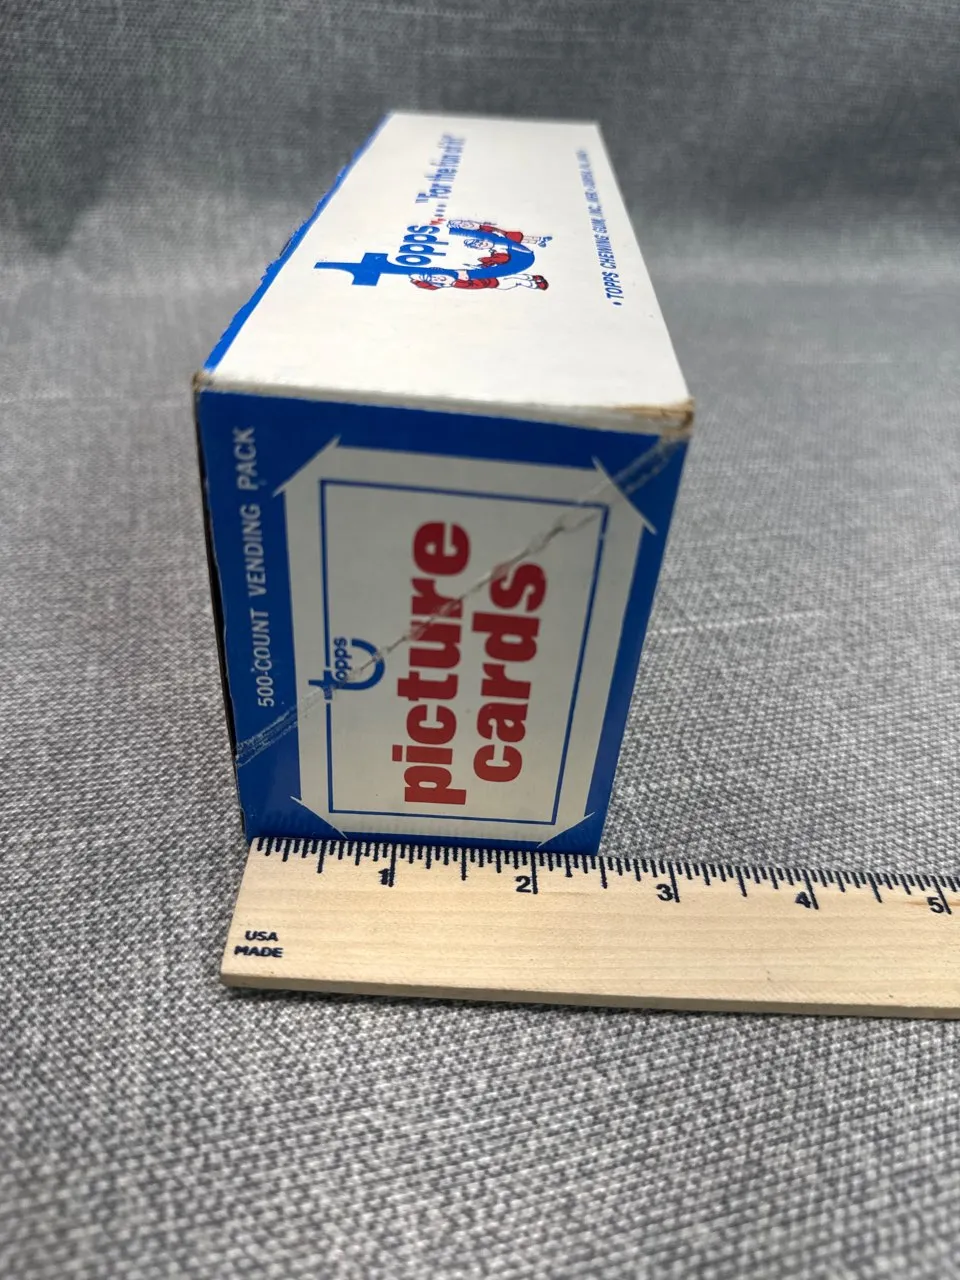 Topps... "For the fun of it!"
• TOPPS CHEWING GUM, INC.
500-COUNT VENDING PACK
topps
picture
cards
1
2
3
4
5
USA
MADE